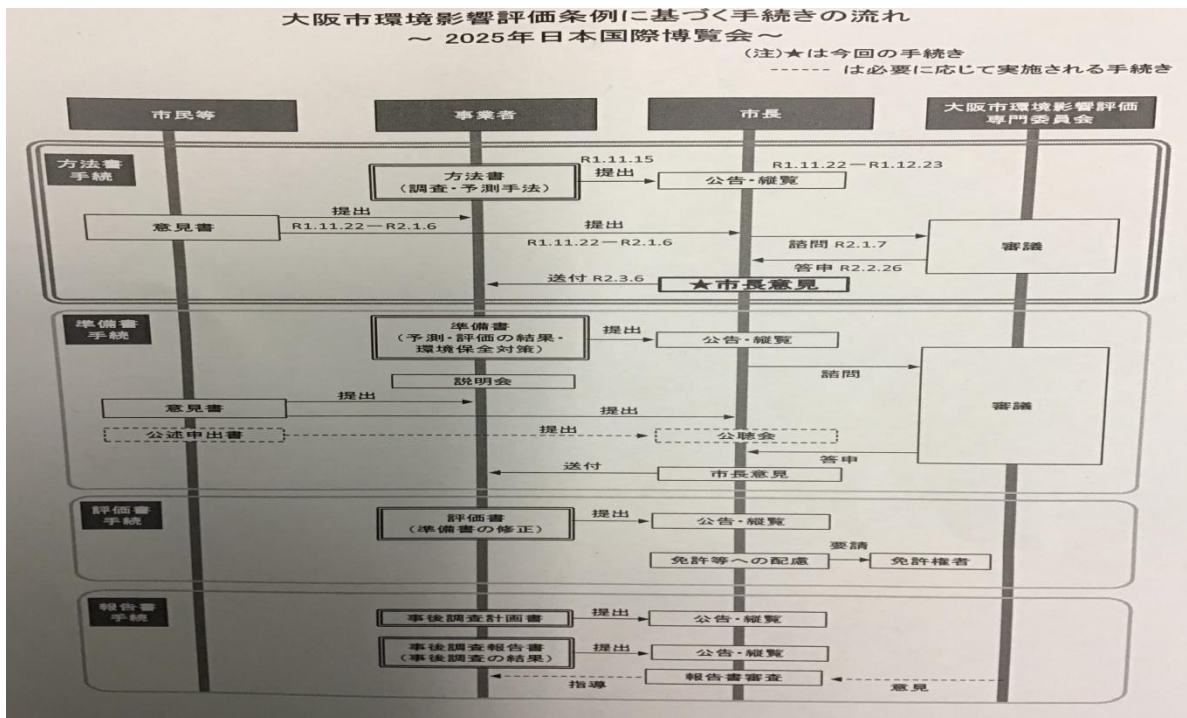 大阪市環境影響評価条例に基づく手続きの流れ
～ 2025年日本国際博覧会～
(注)★は今回の手続き
------ は必要に応じて実施される手続き
市民等
事業者
市長
大阪市環境影響評価
専門委員会
方法書
手続
方法書
(調査・予測手法)
R1.11.15
提出
R1.11.22－R1.12.23
公告・縦覧
意見書
提出
R1.11.22－R2.1.6
提出
R1.11.22－R2.1.6
諮問 R2.1.7
審議
答申 R2.2.26
送付 R2.3.6
★市長意見
準備書
手続
準備書
(予測・評価の結果・
環境保全対策)
提出
公告・縦覧
諮問
説明会
審議
意見書
提出
提出
公述申出書
提出
公聴会
答申
送付
市長意見
評価書
手続
評価書
(準備書の修正)
提出
公告・縦覧
免許等への配慮
要請
免許権者
報告書
手続
事後調査計画書
提出
公告・縦覧
事後調査報告書
(事後調査の結果)
提出
公告・縦覧
指導
報告書審査
意見